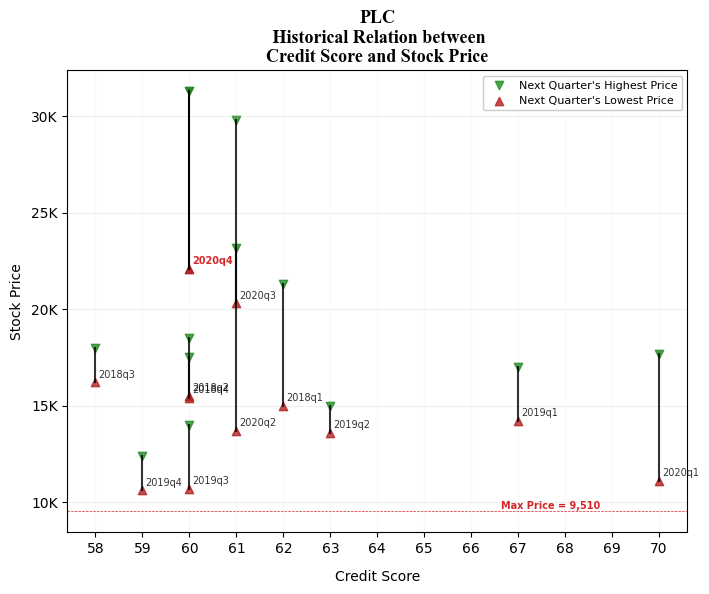 PLC
Historical Relation between
Credit Score and Stock Price
Next Quarter's Highest Price
Next Quarter's Lowest Price
30K
25K
20K
15K
10K
Stock Price
2020q4
2020q3
2018q3
2018q2
2018q4
2018q1
2020q2
2019q2
2019q1
2019q4
2019q3
2020q1
Max Price = 9,510
58 59 60 61 62 63 64 65 66 67 68 69 70
Credit Score